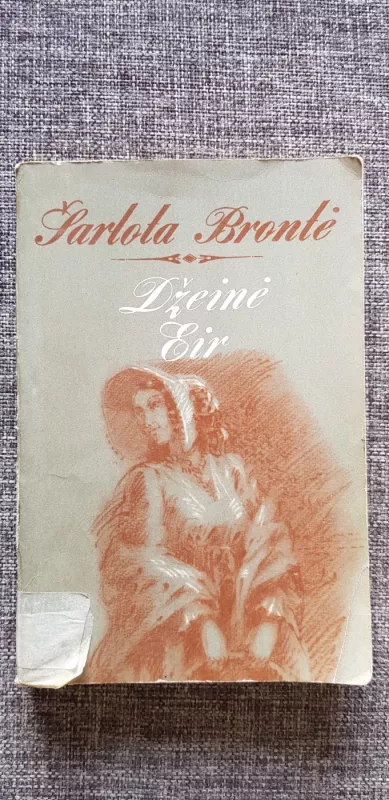 Šarlota Brontė
Džeinė
Eir